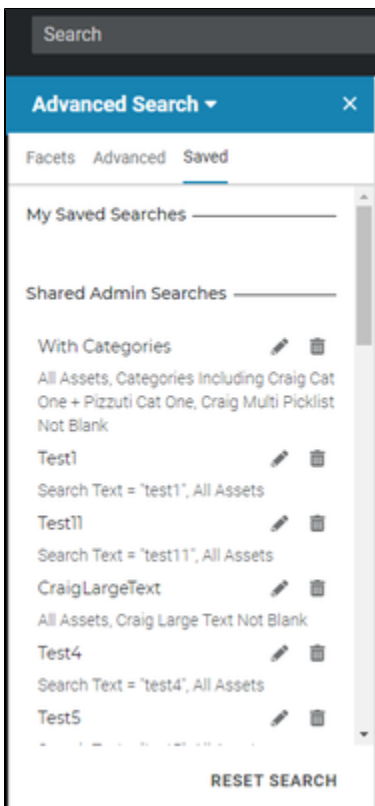 Search
Advanced Search
Facets Advanced Saved
My Saved Searches
Shared Admin Searches
With Categories
All Assets, Categories Including Craig Cat
One + Pizzuti Cat One, Craig Multi Picklist
Not Blank
Test1
Search Text = "test1", All Assets
Test11
Search Text = "test11", All Assets
CraigLargeText
All Assets, Craig Large Text Not Blank
Test4
Search Text = "test4", All Assets
Test5
RESET SEARCH